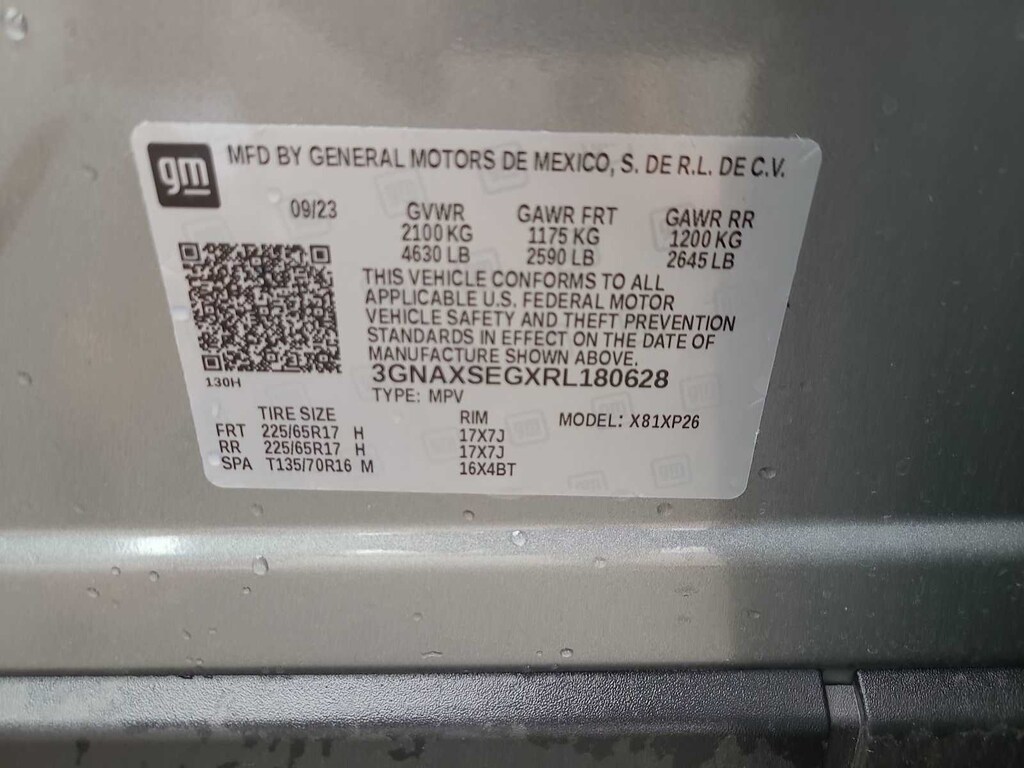 gm MFD BY GENERAL MOTORS DE MEXICO, S. DE R.L. DE C.V.
09/23 GVWR GAWR FRT GAWR RR
2100 KG 1175 KG 1200 KG
4630 LB 2590 LB 2645 LB
THIS VEHICLE CONFORMS TO ALL
APPLICABLE U.S. FEDERAL MOTOR
VEHICLE SAFETY AND THEFT PREVENTION
STANDARDS IN EFFECT ON THE DATE OF
MANUFACTURE SHOWN ABOVE.
3GNAXSEGXRL180628
130H
TYPE: MPV
TIRE SIZE RIM MODEL: X81XP26
FRT 225/65R17 H 17X7J
RR 225/65R17 H 17X7J
SPA T135/70R16 M 16X4BT